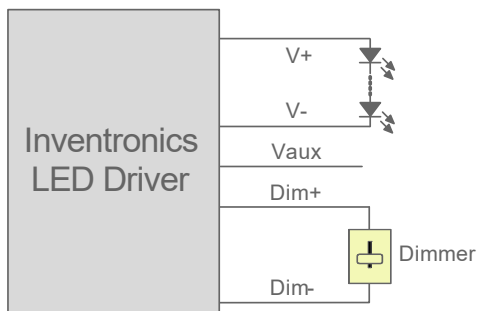 Inventronics
LED Driver
V+
V-
Vaux
Dim+
Dimmer
Dim-